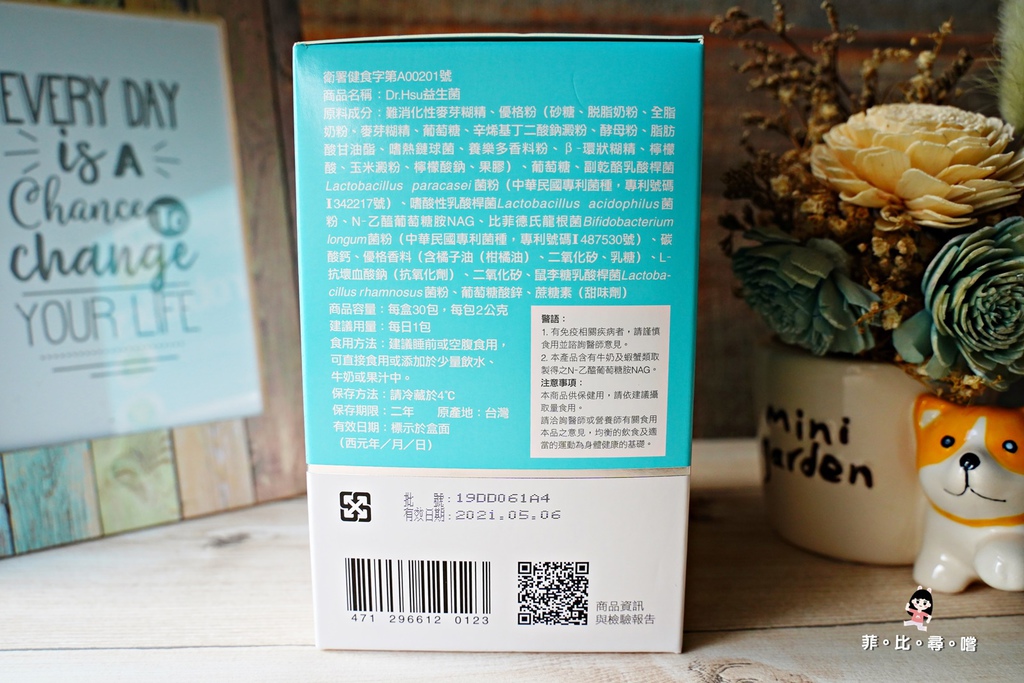 EVERY DAY
is A
Chance
To
change
YOUR LIFE
衛署健食字第A00201號
商品名稱：Dr.Hsu益生菌
原料成分：難消化性麥芽糊精、優格粉（砂糖、脱脂奶粉、全脂
奶粉、麥芽糊精、葡萄糖、辛烯基丁二酸鈉澱粉、酵母粉、脂肪
酸甘油酯、嗜熱鏈球菌、養樂多香料粉、β-環狀糊精、檸檬
酸、玉米澱粉、檸檬酸鈉、果膠）、葡萄糖、副乾酪乳酸桿菌
Lactobacillus paracasei菌粉（中華民國專利菌種，專利號碼
I342217號）、嗜酸性乳酸桿菌Lactobacillus acidophilus菌
粉、N-乙醯葡萄糖胺NAG、比菲德氏龍根菌Bifidobacterium
longum菌粉（中華民國專利菌種，專利號碼I487530號）、碳
酸鈣、優格香料（含橘子油（柑橘油）、二氧化矽、乳糖）、L-
抗壞血酸鈉（抗氧化劑）、二氧化矽、鼠李糖乳酸桿菌Lactoba-
cillus rhamnosus菌粉、葡萄糖酸鋅、蔗糖素（甜味劑）
商品容量：每盒30包，每包2公克
建議用量：每日1包
食用方法：建議睡前或空腹食用，
可直接食用或添加於少量飲水、
牛奶或果汁中。
保存方法：請冷藏於4℃
保存期限：二年 原產地：台灣
有效日期：標示於盒面
（西元年／月／日）
警語：
1. 有免疫相關疾病者，請謹慎
食用並諮詢醫師意見。
2. 本產品含有牛奶及蝦蟹類取
製得之N-乙醯葡萄糖胺NAG。
注意事項：
本商品供保健用，請依建議攝
取量食用。
請洽詢醫師或營養師有關食用
本品之意見，均衡的飲食及適
當的運動為身體健康的基礎。
批 號:19DD061A4
有效日期:2021.05.06
471 296612 0123
商品資訊
與檢驗報告
mini
garden
菲。比。尋。嚐